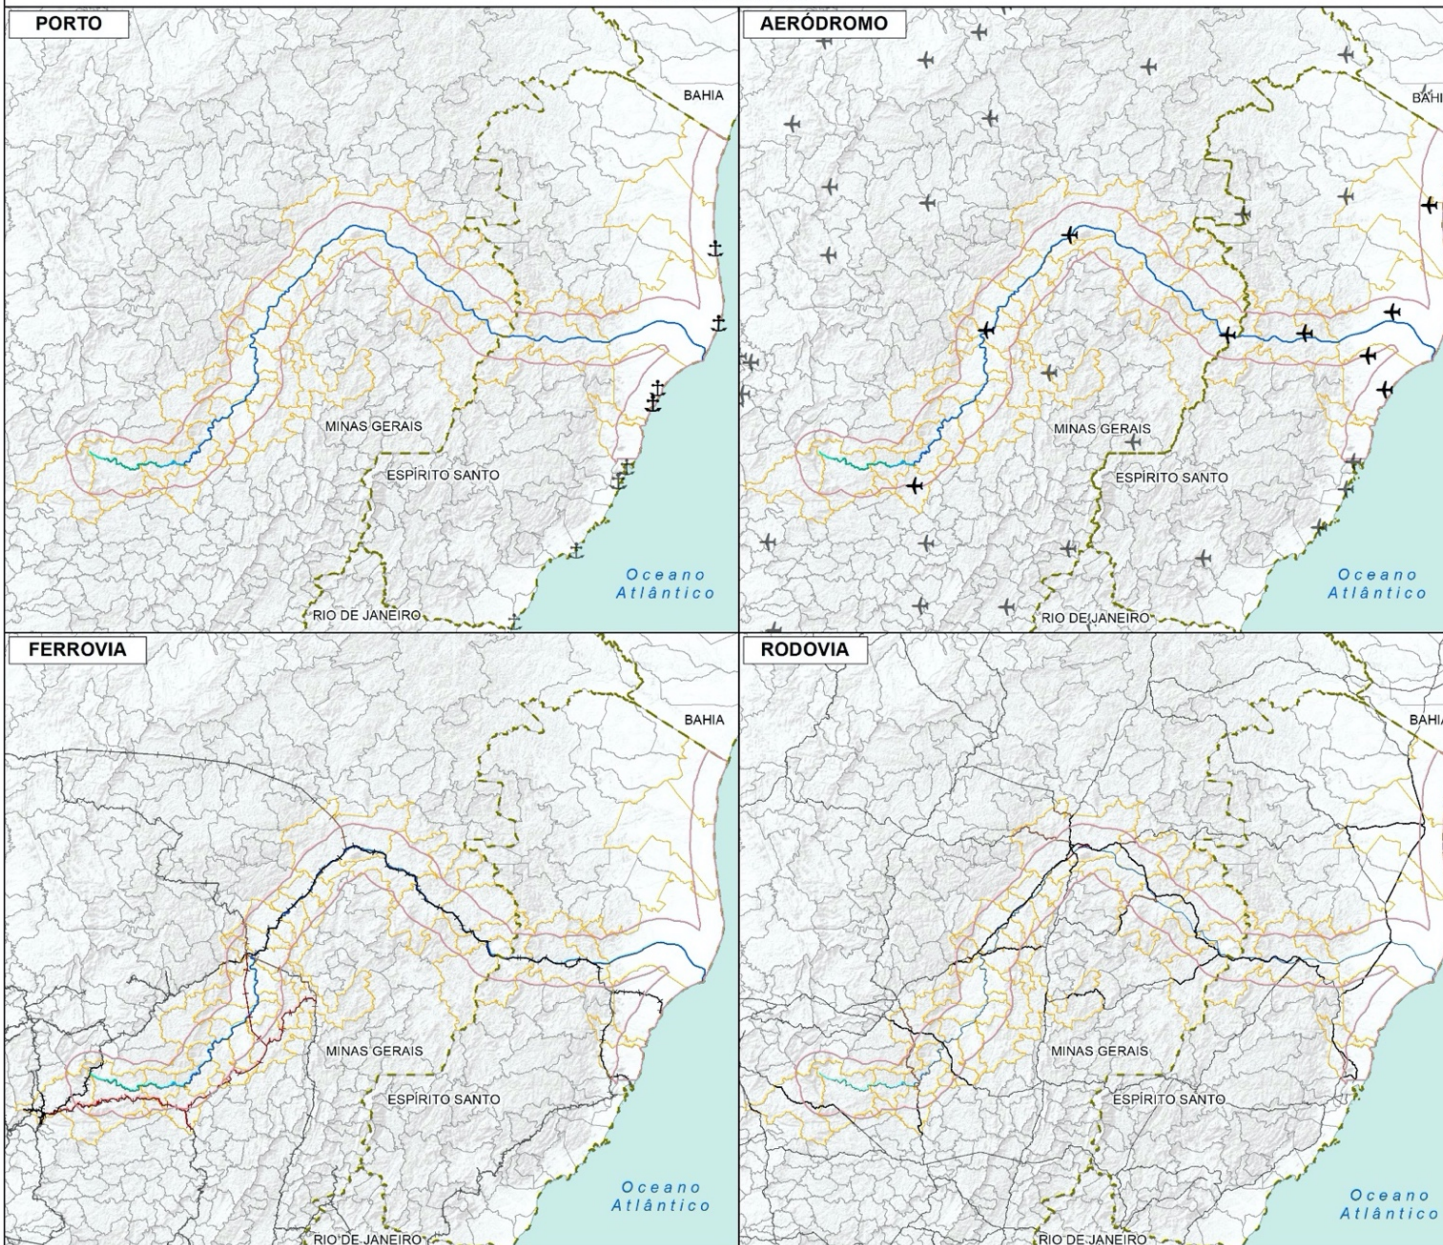 PORTO
BAHIA
MINAS GERAIS
ESPÍRITO SANTO
Oceano
Atlântico
RIO DE JANEIRO
AERÓDROMO
BAHI
MINAS GERAIS
ESPÍRITO SANTO
Oceano
Atlântico
RIO DE JANEIRO
FERROVIA
BAHIA
MINAS GERAIS
ESPÍRITO SANTO
Oceano
Atlântico
RIO DE JANEIRO
RODOVIA
BAHIA
MINAS GERAIS
ESPÍRITO SANTO
Oceano
Atlântico
RIO DE JANEIRO